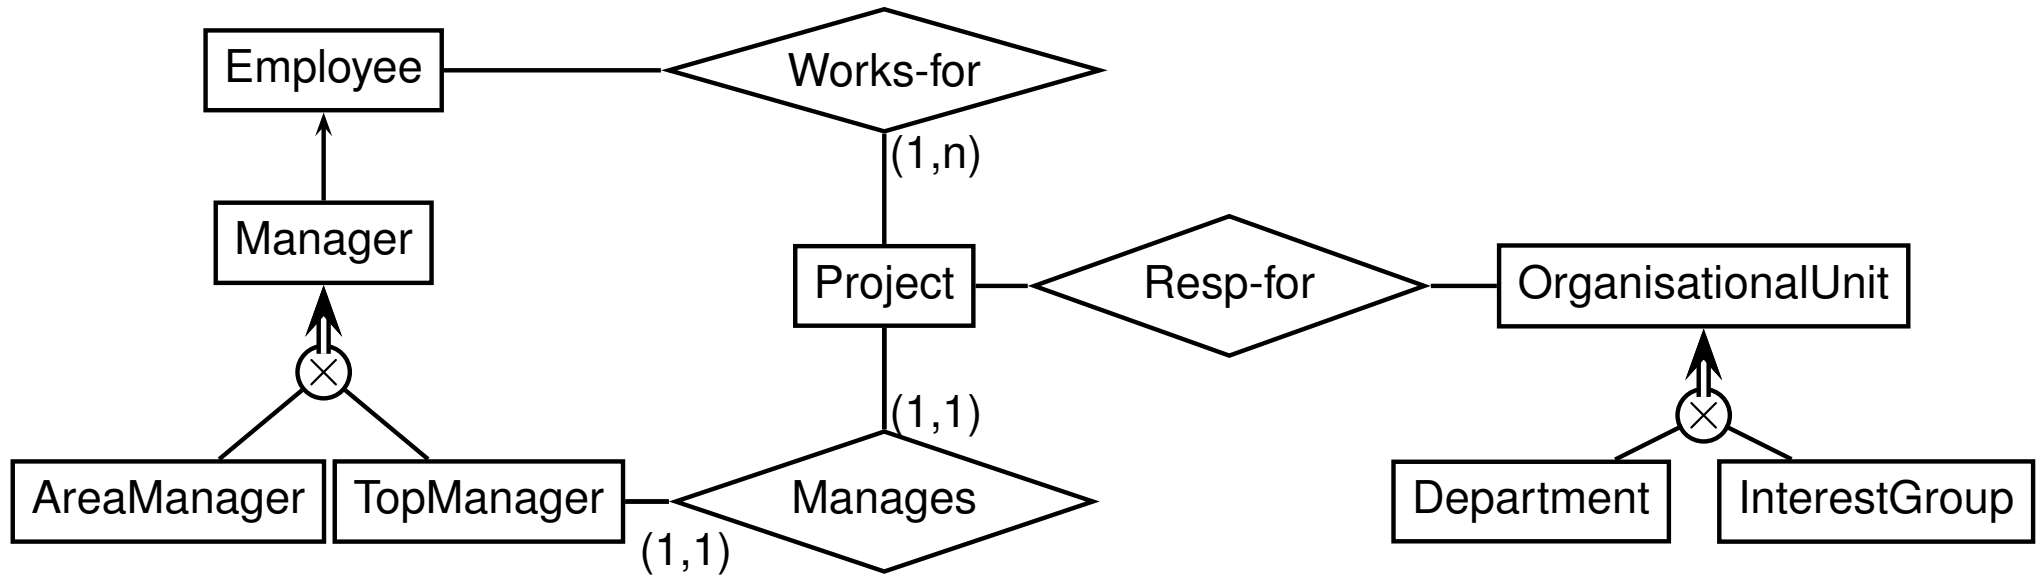 Employee
Works-for
(1,n)
Manager
Project
Resp-for
OrganisationalUnit
(1,1)
AreaManager
TopManager
Manages
Department
InterestGroup
(1,1)